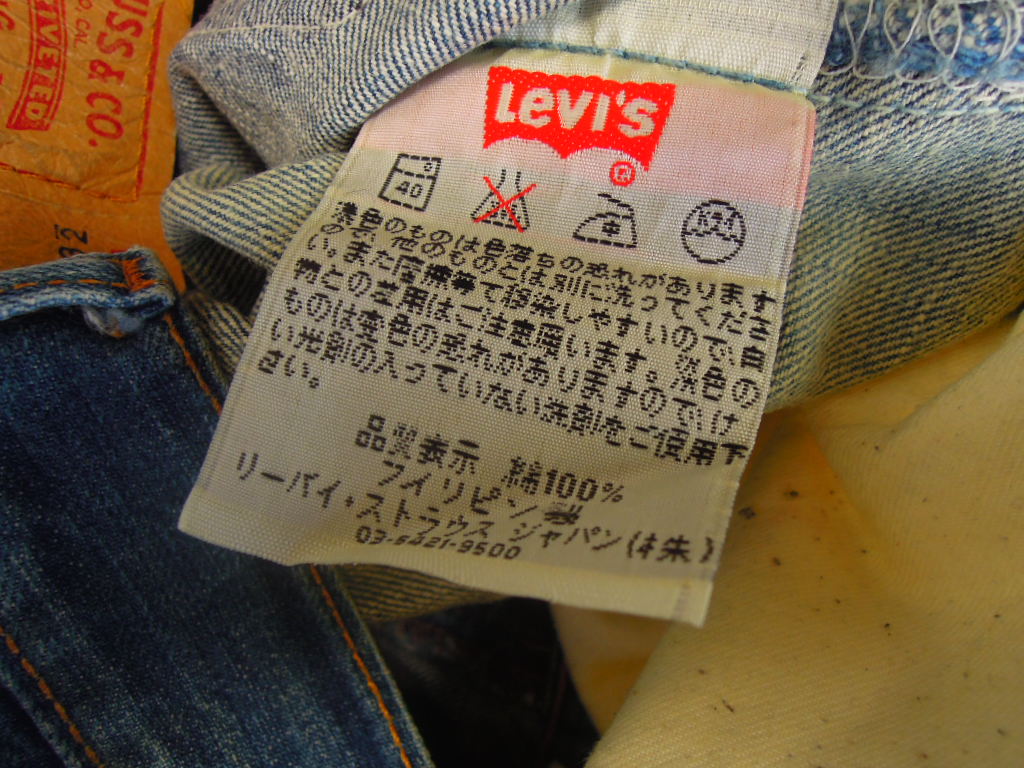 USS & CO.
O. CAL.
LEVI'S
®
40
濃色のものは色落ちの恐れがあります
ので他のものとは別に洗ってくださ
い。また摩擦等で移染しやすいので白
物との空用はご注意願います。淡色の
ものは変色の恐れがありますのでけ
い光剤の入っていない洗剤をご使用下
さい。
品質表示 綿100%
フィリピン製
リーバイ・ストラウス ジャパン(株)
03-5421-9500